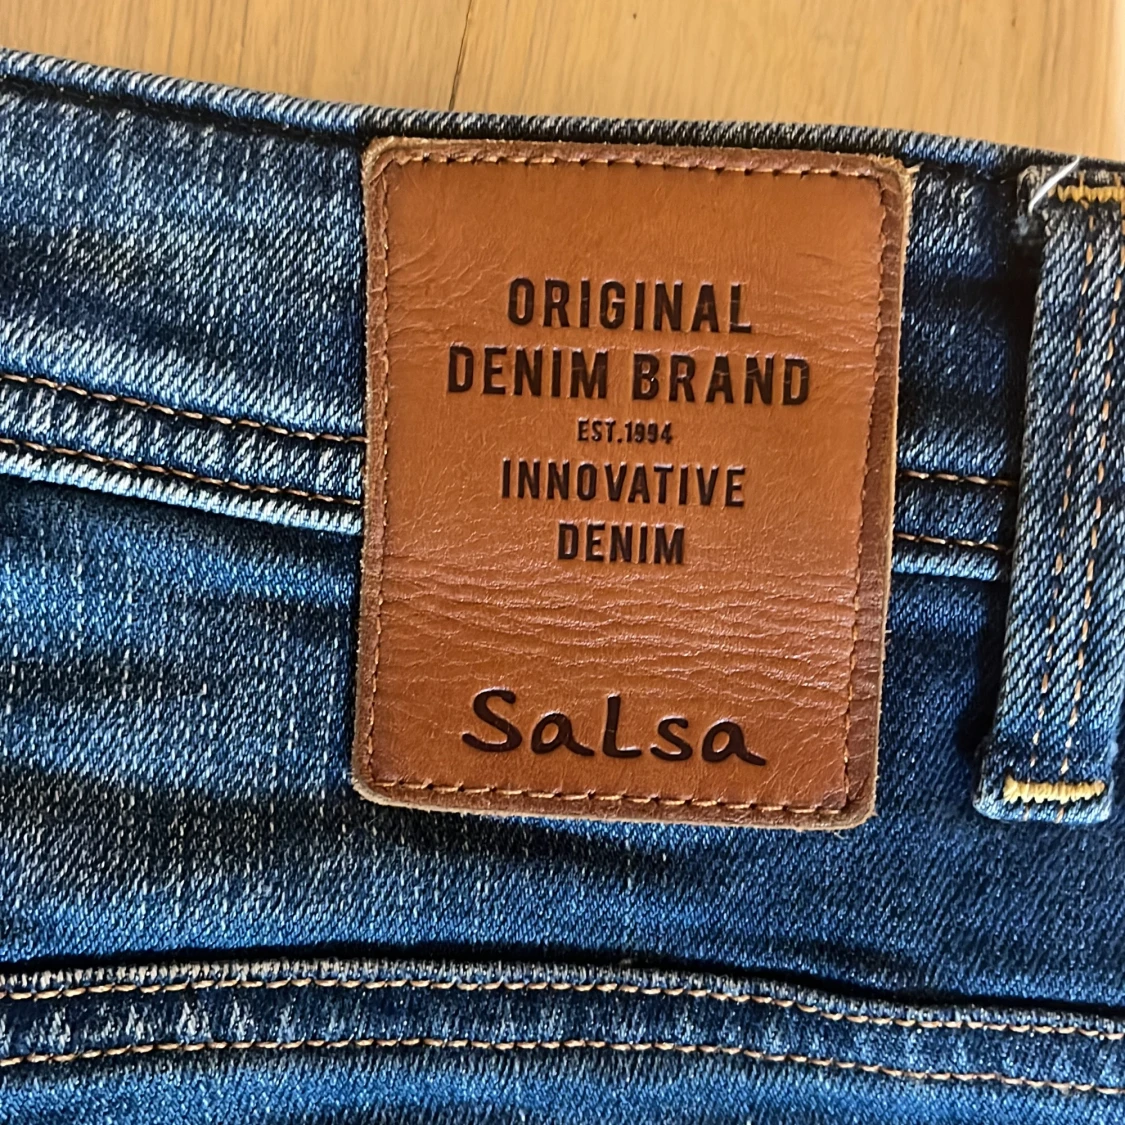 ORIGINAL
DENIM BRAND
EST.1994
INNOVATIVE
DENIM
Salsa